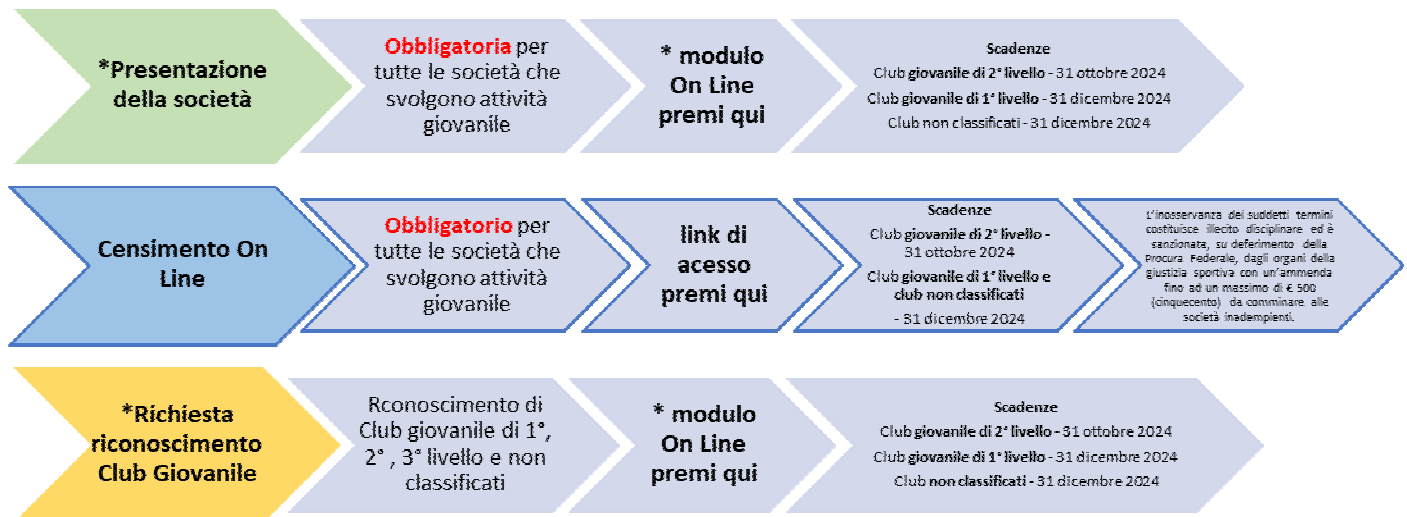 *Presentazione
della società
Obbligatoria per
tutte le società che
svolgono attività
giovanile
* modulo
On Line
premi qui
Scadenze
Club giovanile di 2° livello - 31 ottobre 2024
Club giovanile di 1° livello - 31 dicembre 2024
Club non classificati - 31 dicembre 2024
Censimento On
Line
Obbligatorio per
tutte le società che
svolgono attività
giovanile
link di
acesso
premi qui
Scadenze
Club giovanile di 2° livello -
31 ottobre 2024
Club giovanile di 1° livello e
club non classificati
- 31 dicembre 2024
L'inosservanza dei suddetti termini
costituisce illecito disciplinare ed è
sanzionata, su deferimento della
Procura Federale, dagli organi della
giustizia sportiva con un'ammenda
fino ad un massimo di € 500
(cinquecento) da comminare alle
società inadempienti.
*Richiesta
riconoscimento
Club Giovanile
Rconoscimento di
Club giovanile di 1°,
2° , 3° livello e non
classificati
* modulo
On Line
premi qui
Scadenze
Club giovanile di 2° livello - 31 ottobre 2024
Club giovanile di 1° livello - 31 dicembre 2024
Club non classificati - 31 dicembre 2024